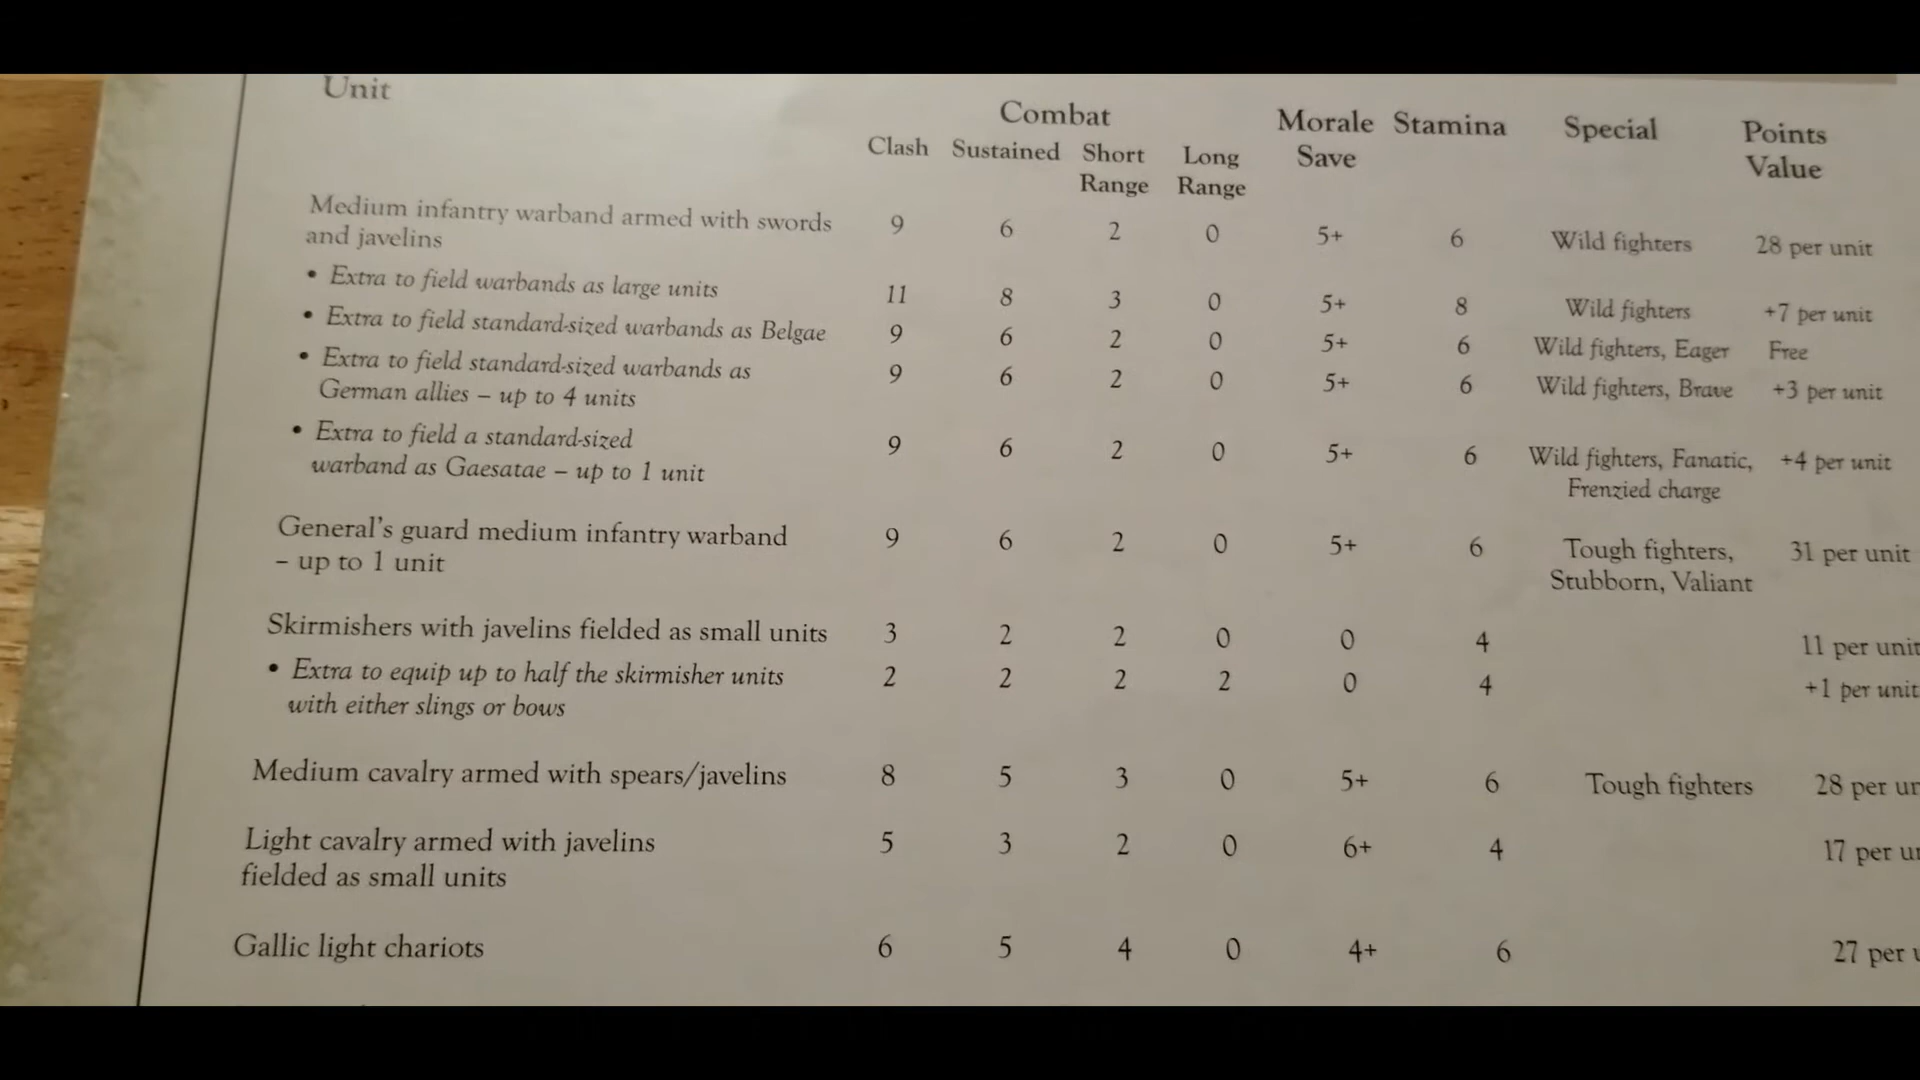 Unit
Combat
Morale Save Stamina Special Points Value
Clash Sustained Short Range Long Range
Medium infantry warband armed with swords and javelins 9 6 2 0 5+ 6 Wild fighters 28 per unit
• Extra to field warbands as large units 11 8 3 0 5+ 8 Wild fighters +7 per unit
• Extra to field standard-sized warbands as Belgae 9 6 2 0 5+ 6 Wild fighters, Eager Free
• Extra to field standard-sized warbands as German allies – up to 4 units 9 6 2 0 5+ 6 Wild fighters, Brave +3 per unit
• Extra to field a standard-sized warband as Gaesatae – up to 1 unit 9 6 2 0 5+ 6 Wild fighters, Fanatic, Frenzied charge +4 per unit
General's guard medium infantry warband – up to 1 unit 9 6 2 0 5+ 6 Tough fighters, Stubborn, Valiant 31 per unit
Skirmishers with javelins fielded as small units 3 2 2 0 0 4 11 per unit
• Extra to equip up to half the skirmisher units with either slings or bows 2 2 2 2 0 4 +1 per unit
Medium cavalry armed with spears/javelins 8 5 3 0 5+ 6 Tough fighters 28 per
Light cavalry armed with javelins fielded as small units 5 3 2 0 6+ 4 17 per
Gallic light chariots 6 5 4 0 4+ 6 27 per